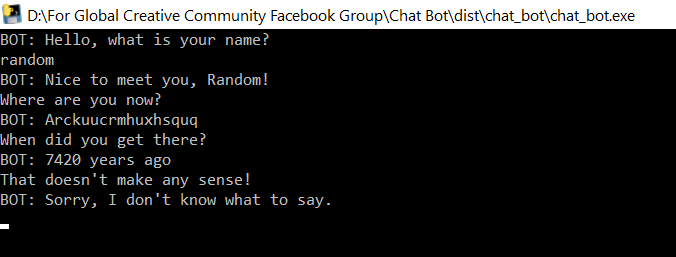 D:\For Global Creative Community Facebook Group\Chat Bot\dist\chat_bot\chat_bot.exe
BOT: Hello, what is your name?
random
BOT: Nice to meet you, Random!
Where are you now?
BOT: Arckuucrmhuxhsquq
When did you get there?
BOT: 7420 years ago
That doesn't make any sense!
BOT: Sorry, I don't know what to say.